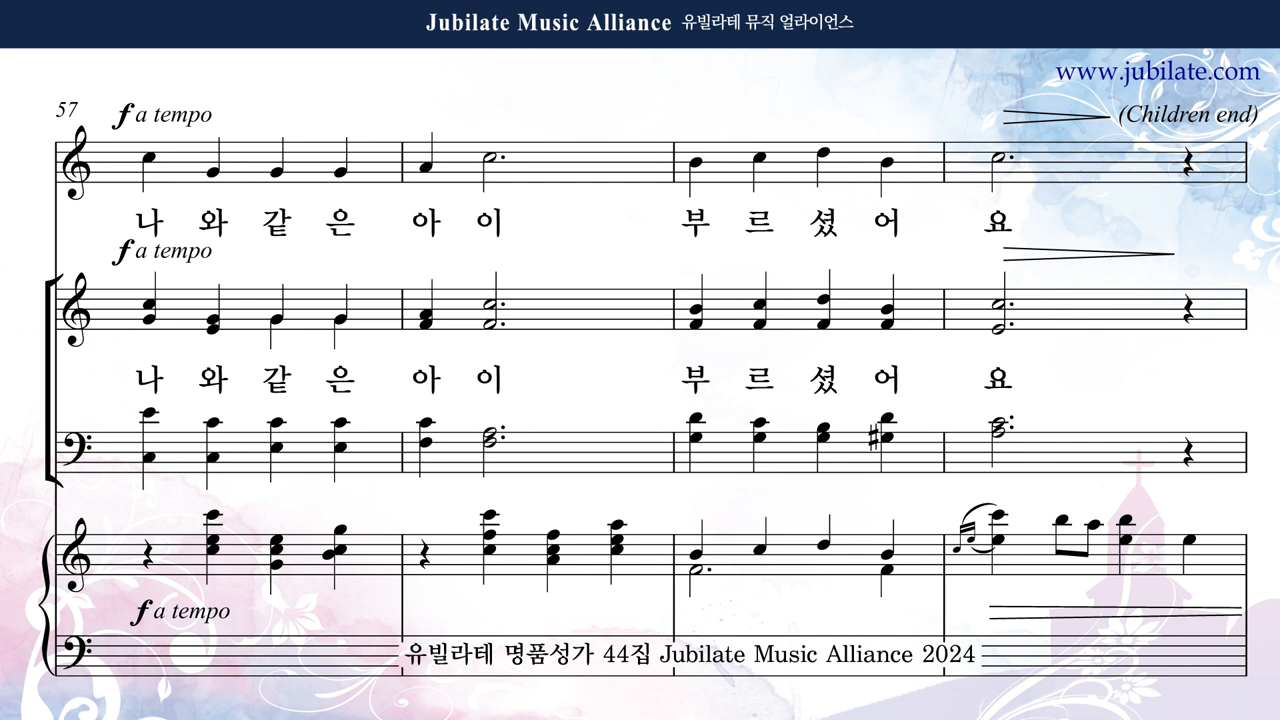 Jubilate Music Alliance 유빌라테 뮤직 얼라이언스
www.jubilate.com
57
f a tempo
(Children end)
나 와 같 은 아 이 부 르 셨 어 요
f a tempo
나 와 같 은 아 이 부 르 셨 어 요
f a tempo
유빌라테 명품성가 44집 Jubilate Music Alliance 2024